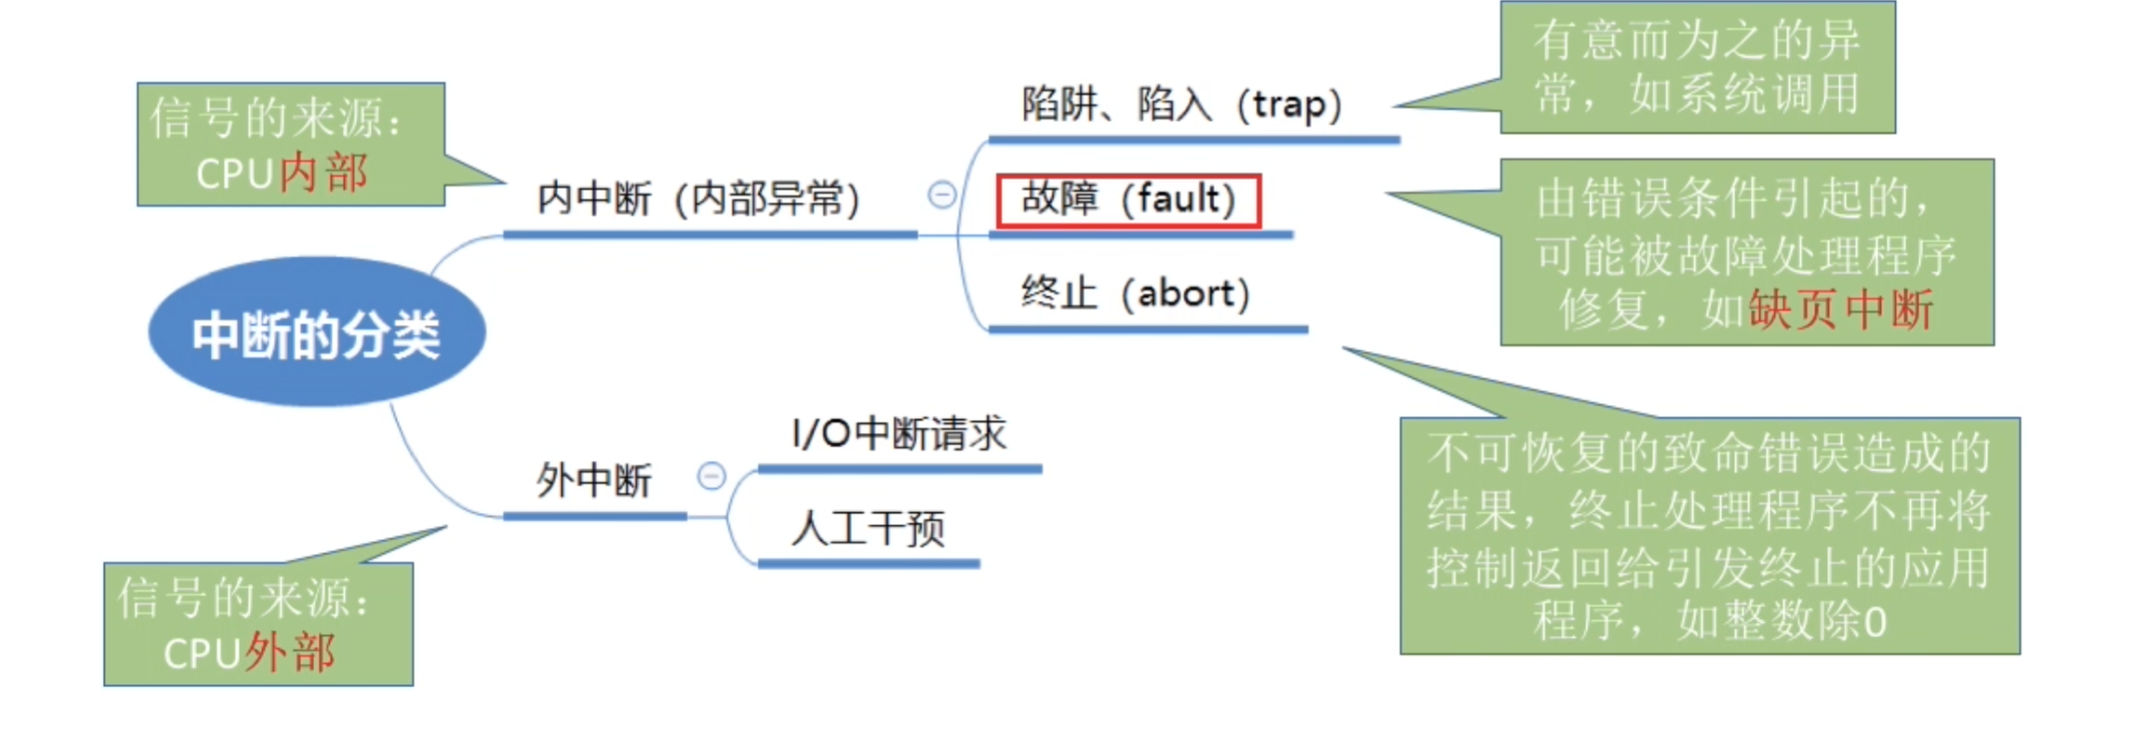 有意而为之的异
常，如系统调用
陷阱、陷入（trap）
信号的来源：
CPU内部
内中断（内部异常）
故障（fault）
由错误条件引起的，
可能被故障处理程序
修复，如缺页中断
终止（abort）
中断的分类
I/O中断请求
外中断
人工干预
不可恢复的致命错误造成的
结果，终止处理程序不再将
控制返回给引发终止的应用
程序，如整数除0
信号的来源：
CPU外部